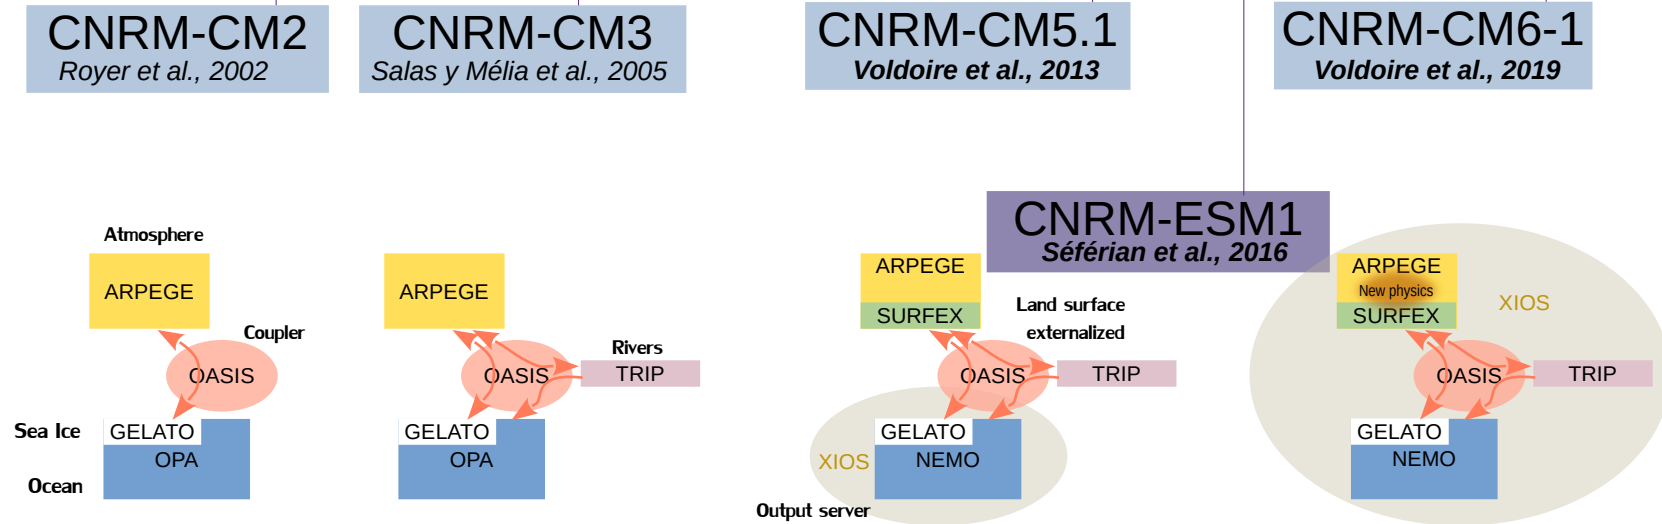 CNRM-CM2
Royer et al., 2002
CNRM-CM3
Salas y Mélia et al., 2005
CNRM-CM5.1
Voldoire et al., 2013
CNRM-CM6-1
Voldoire et al., 2019
CNRM-ESM1
Séférian et al., 2016
Atmosphere
ARPEGE
Coupler
OASIS
Sea Ice
GELATO
OPA
Ocean
ARPEGE
Rivers
OASIS
TRIP
GELATO
OPA
ARPEGE
SURFEX
Land surface
externalized
OASIS
TRIP
GELATO
XIOS
NEMO
Output server
ARPEGE
New physics
SURFEX
XIOS
OASIS
TRIP
GELATO
NEMO